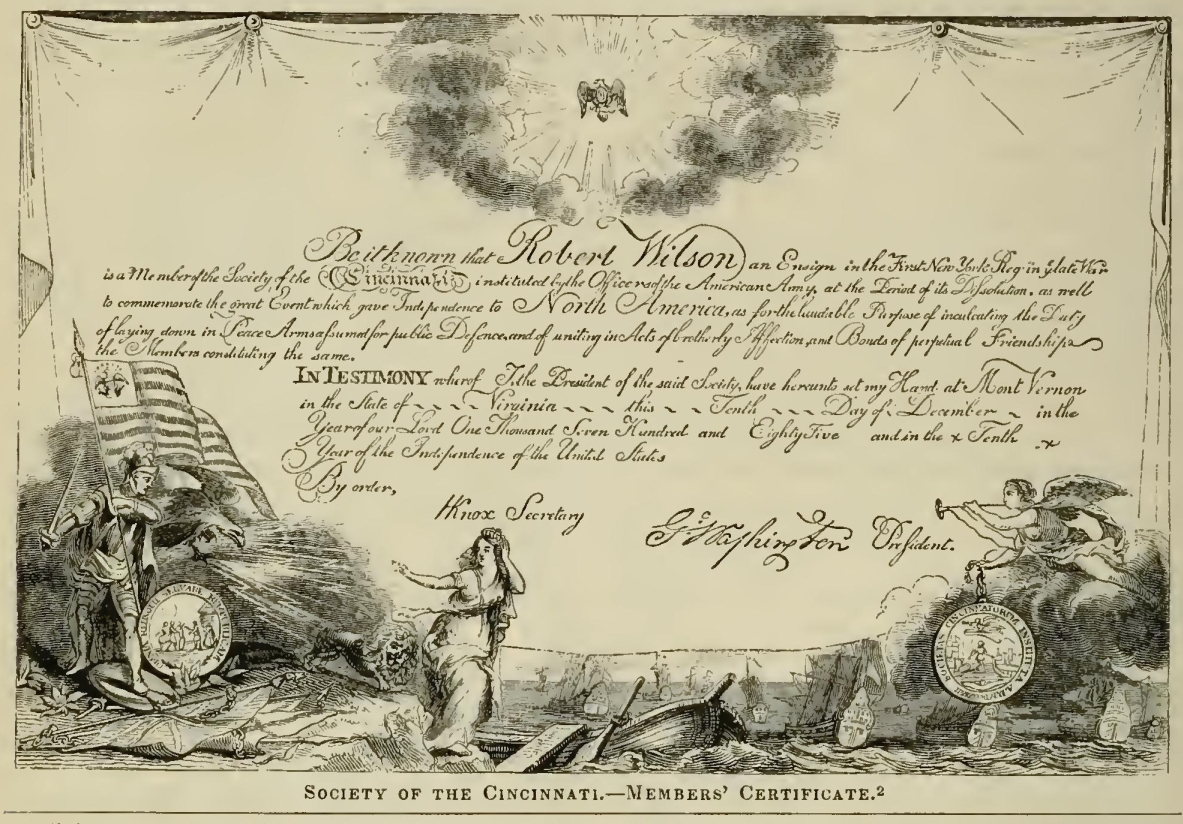 Be it known that Robert Wilson an Ensign in the First New York Reg. in ye late War
is a Member of the Society of the Cincinnati instituted by the Officers of the American Army, at the Period of its Dissolution, as well
to commemorate the great Event which gave Independence to North America, as for the laudable Purpose of inculcating the Duty
of laying down in Peace Arms assumed for public Defence, and of uniting in Acts of brotherly Affection, and Bonds of perpetual Friendship
the Members constituting the same.
IN TESTIMONY whereof I, the President of the said Society, have hereunto set my Hand at Mont Vernon
in the State of Virginia this Tenth Day of December in the
Year of our Lord One Thousand Seven Hundred and Eighty Five and in the Tenth
Year of the Independence of the United States
By order,
HKnox Secretary
Go Washington President.
SOCIETAS CINCINNATORUM INSTITUTA
SOCIETY OF THE CINCINNATI.—MEMBERS' CERTIFICATE.2